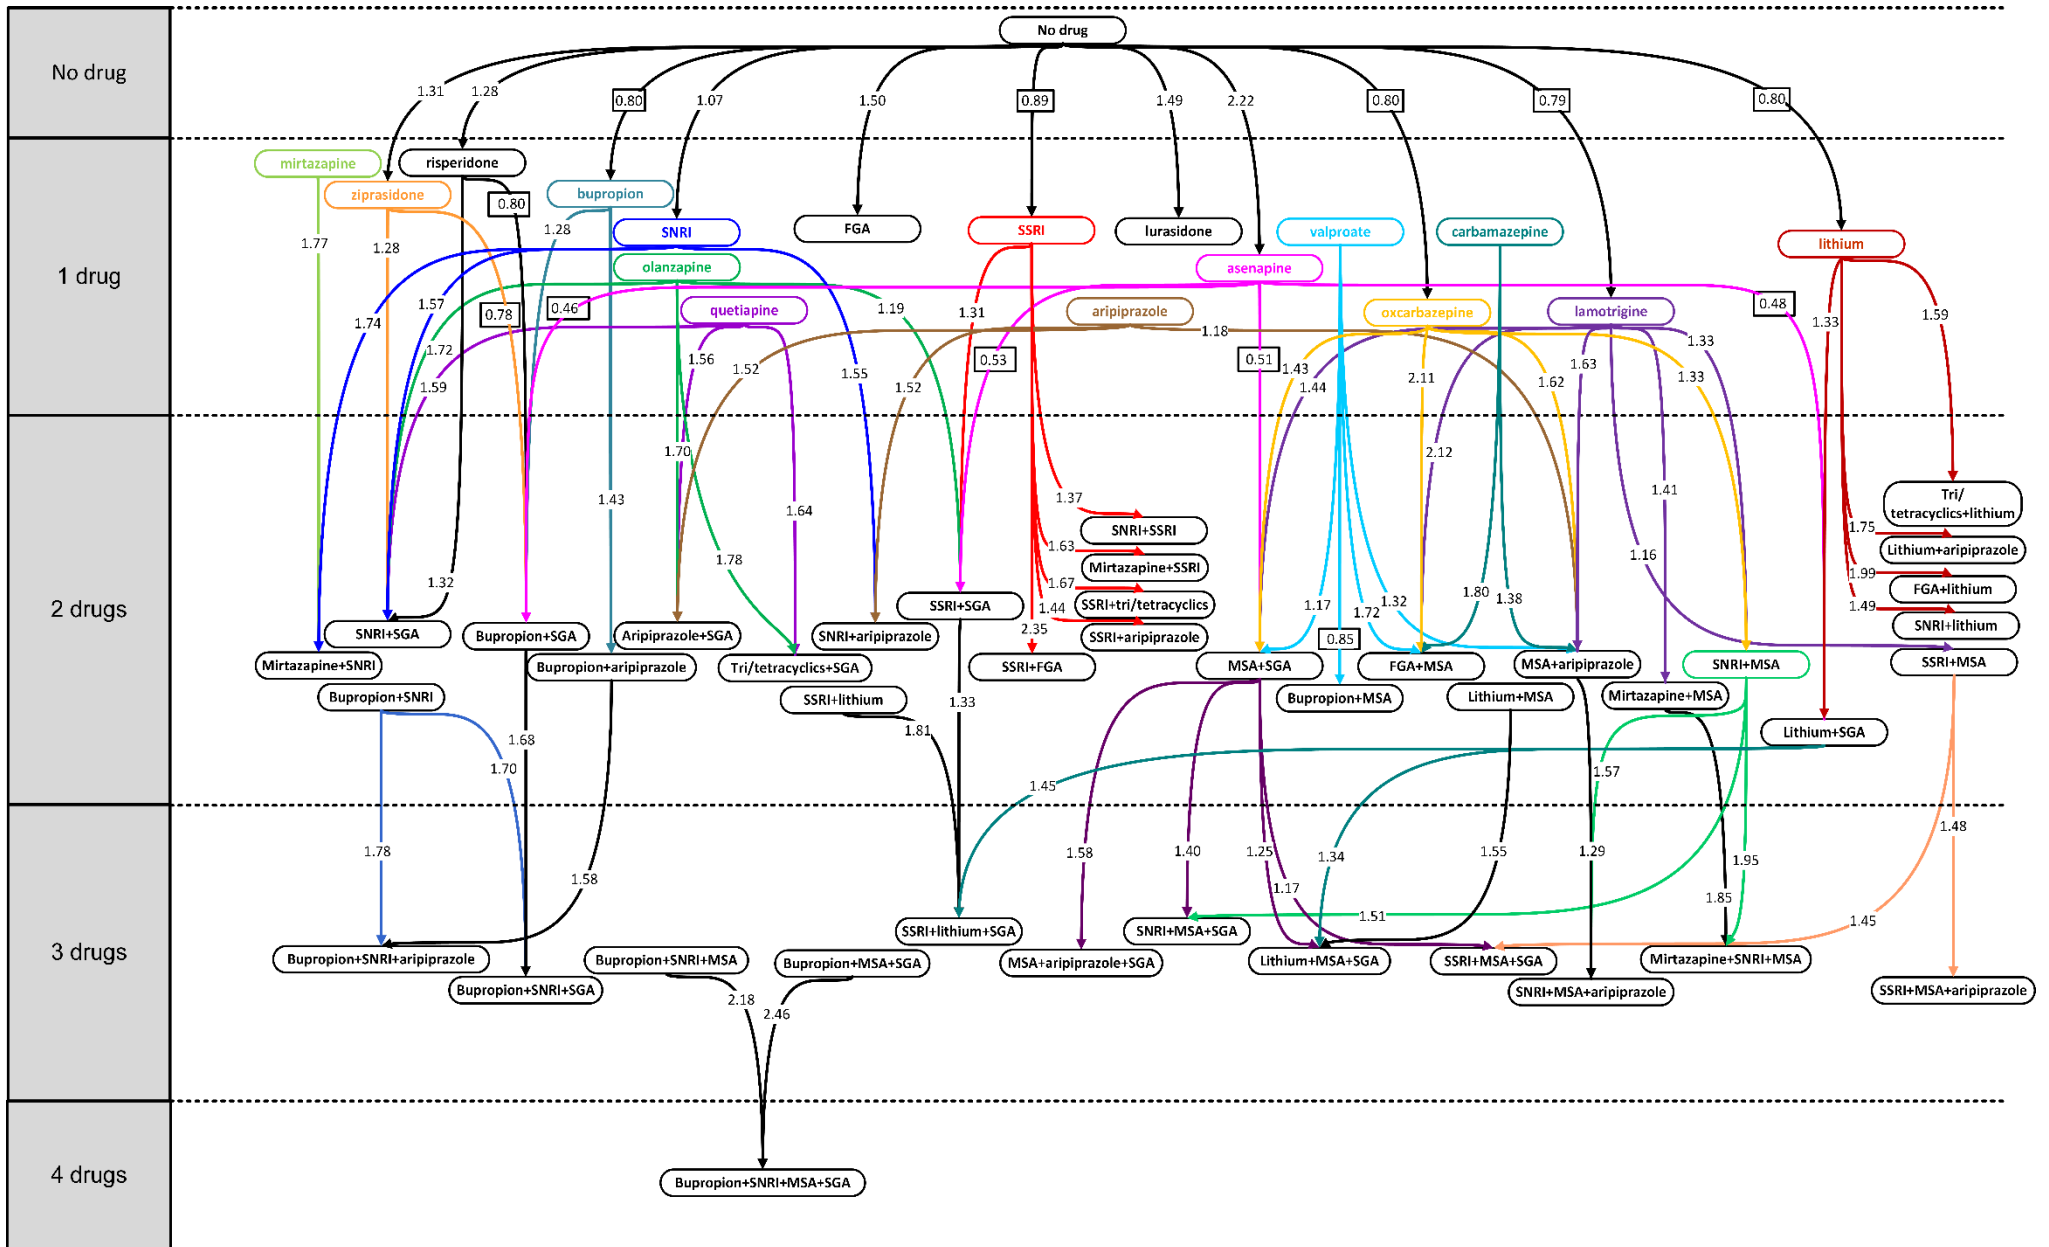 No drug
No drug
1.31
1.28
0.80
1.07
1.50
0.89
1.49
2.22
0.80
0.79
0.80
1 drug
mirtazapine
risperidone
ziprasidone
bupropion
SNRI
FGA
SSRI
lurasidone
valproate
carbamazepine
lithium
olanzapine
asenapine
quetiapine
aripiprazole
oxcarbazepine
lamotrigine
0.80
1.77
1.28
1.28
1.57
1.74
0.78
0.46
1.19
1.31
0.48
1.59
1.33
1.72
1.59
1.56
1.52
1.55
1.52
0.53
1.18
0.51
1.43
1.44
2.11
1.62
1.63
1.33
1.33
2 drugs
1.70
1.43
1.64
1.78
1.32
1.37
1.63
1.67
1.44
2.35
2.12
1.41
1.16
1.80
1.38
1.17
1.72
1.32
0.85
1.75
1.99
1.49
Tri/
tetracyclics+lithium
SNRI+SSRI
Lithium+aripiprazole
Mirtazapine+SSRI
FGA+lithium
SSRI+SGA
SSRI+tri/tetracyclics
SNRI+lithium
SNRI+SGA
Bupropion+SGA
Aripiprazole+SGA
SNRI+aripiprazole
SSRI+aripiprazole
Mirtazapine+SNRI
Bupropion+aripiprazole
Tri/tetracyclics+SGA
SSRI+FGA
MSA+SGA
FGA+MSA
MSA+aripiprazole
SNRI+MSA
SSRI+MSA
Bupropion+SNRI
SSRI+lithium
Bupropion+MSA
Lithium+MSA
Mirtazapine+MSA
Lithium+SGA
1.33
1.81
1.68
1.70
1.45
1.57
3 drugs
1.78
1.58
1.58
1.40
1.25
1.17
1.34
1.55
1.29
1.95
1.85
1.48
1.51
1.45
SSRI+lithium+SGA
SNRI+MSA+SGA
Bupropion+SNRI+aripiprazole
Bupropion+SNRI+MSA
Bupropion+MSA+SGA
MSA+aripiprazole+SGA
Lithium+MSA+SGA
SSRI+MSA+SGA
Mirtazapine+SNRI+MSA
Bupropion+SNRI+SGA
SNRI+MSA+aripiprazole
SSRI+MSA+aripiprazole
2.18
2.46
4 drugs
Bupropion+SNRI+MSA+SGA